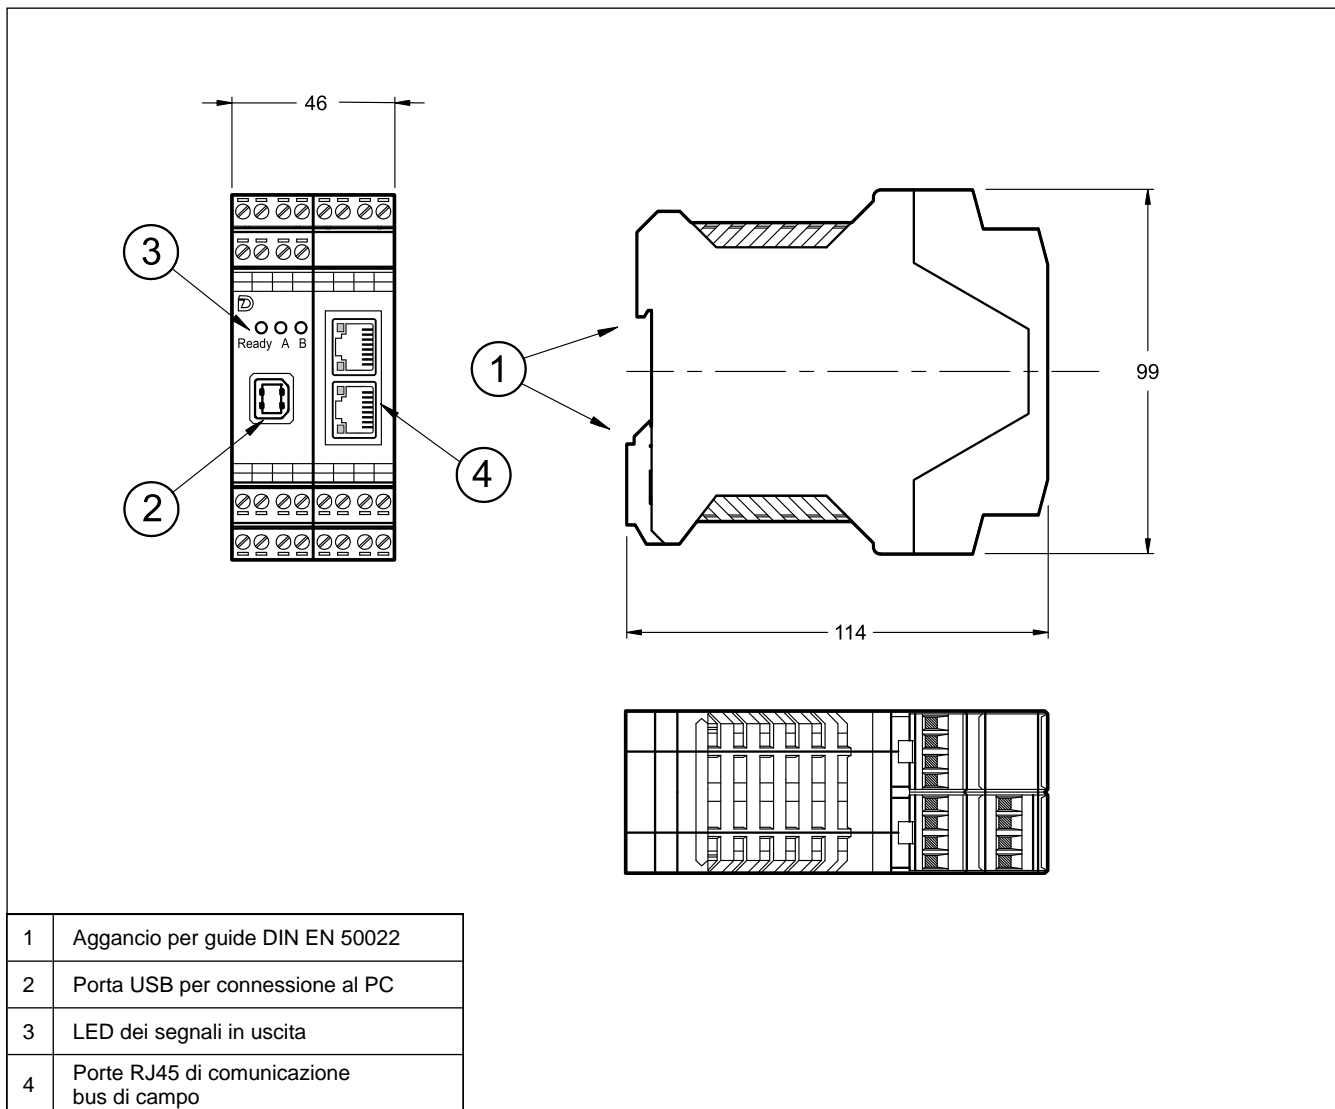 46
3
Ready A B
1
99
4
2
114
1 Aggancio per guide DIN EN 50022
2 Porta USB per connessione al PC
3 LED dei segnali in uscita
4 Porte RJ45 di comunicazione
bus di campo